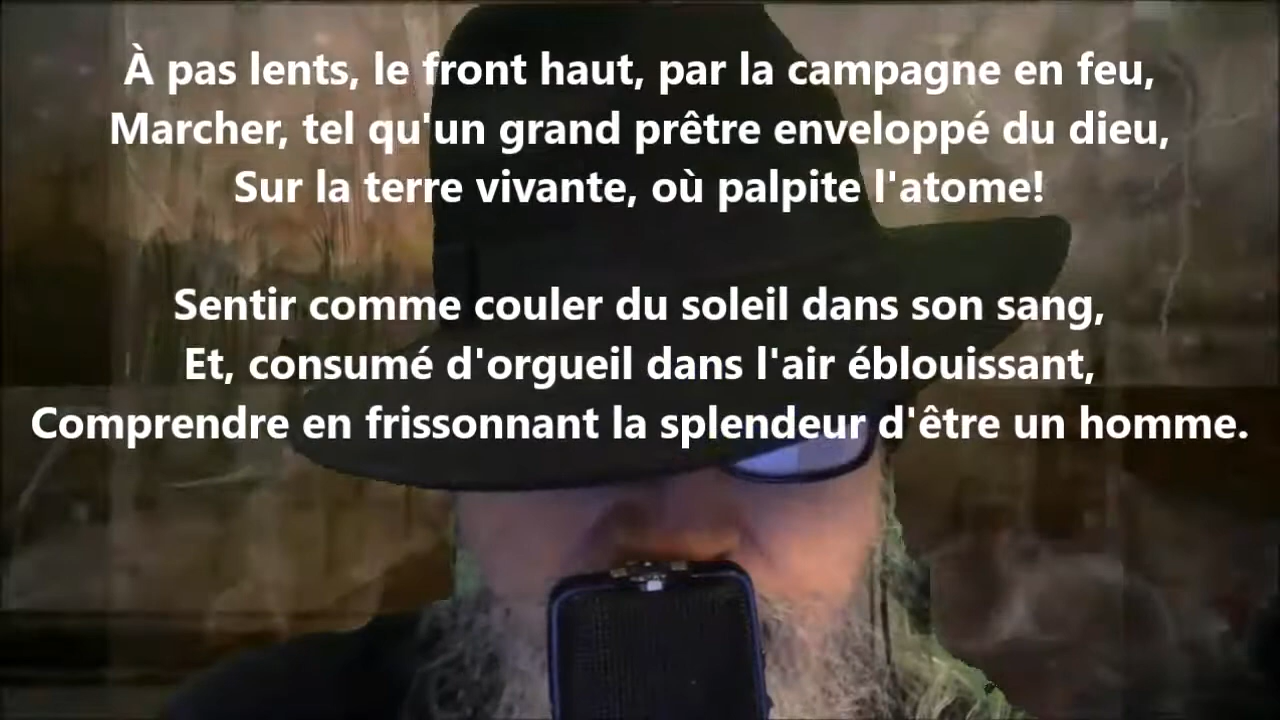 À pas lents, le front haut, par la campagne en feu,
Marcher, tel qu'un grand prêtre enveloppé du dieu,
Sur la terre vivante, où palpite l'atome!
Sentir comme couler du soleil dans son sang,
Et, consumé d'orgueil dans l'air éblouissant,
Comprendre en frissonnant la splendeur d'être un homme.